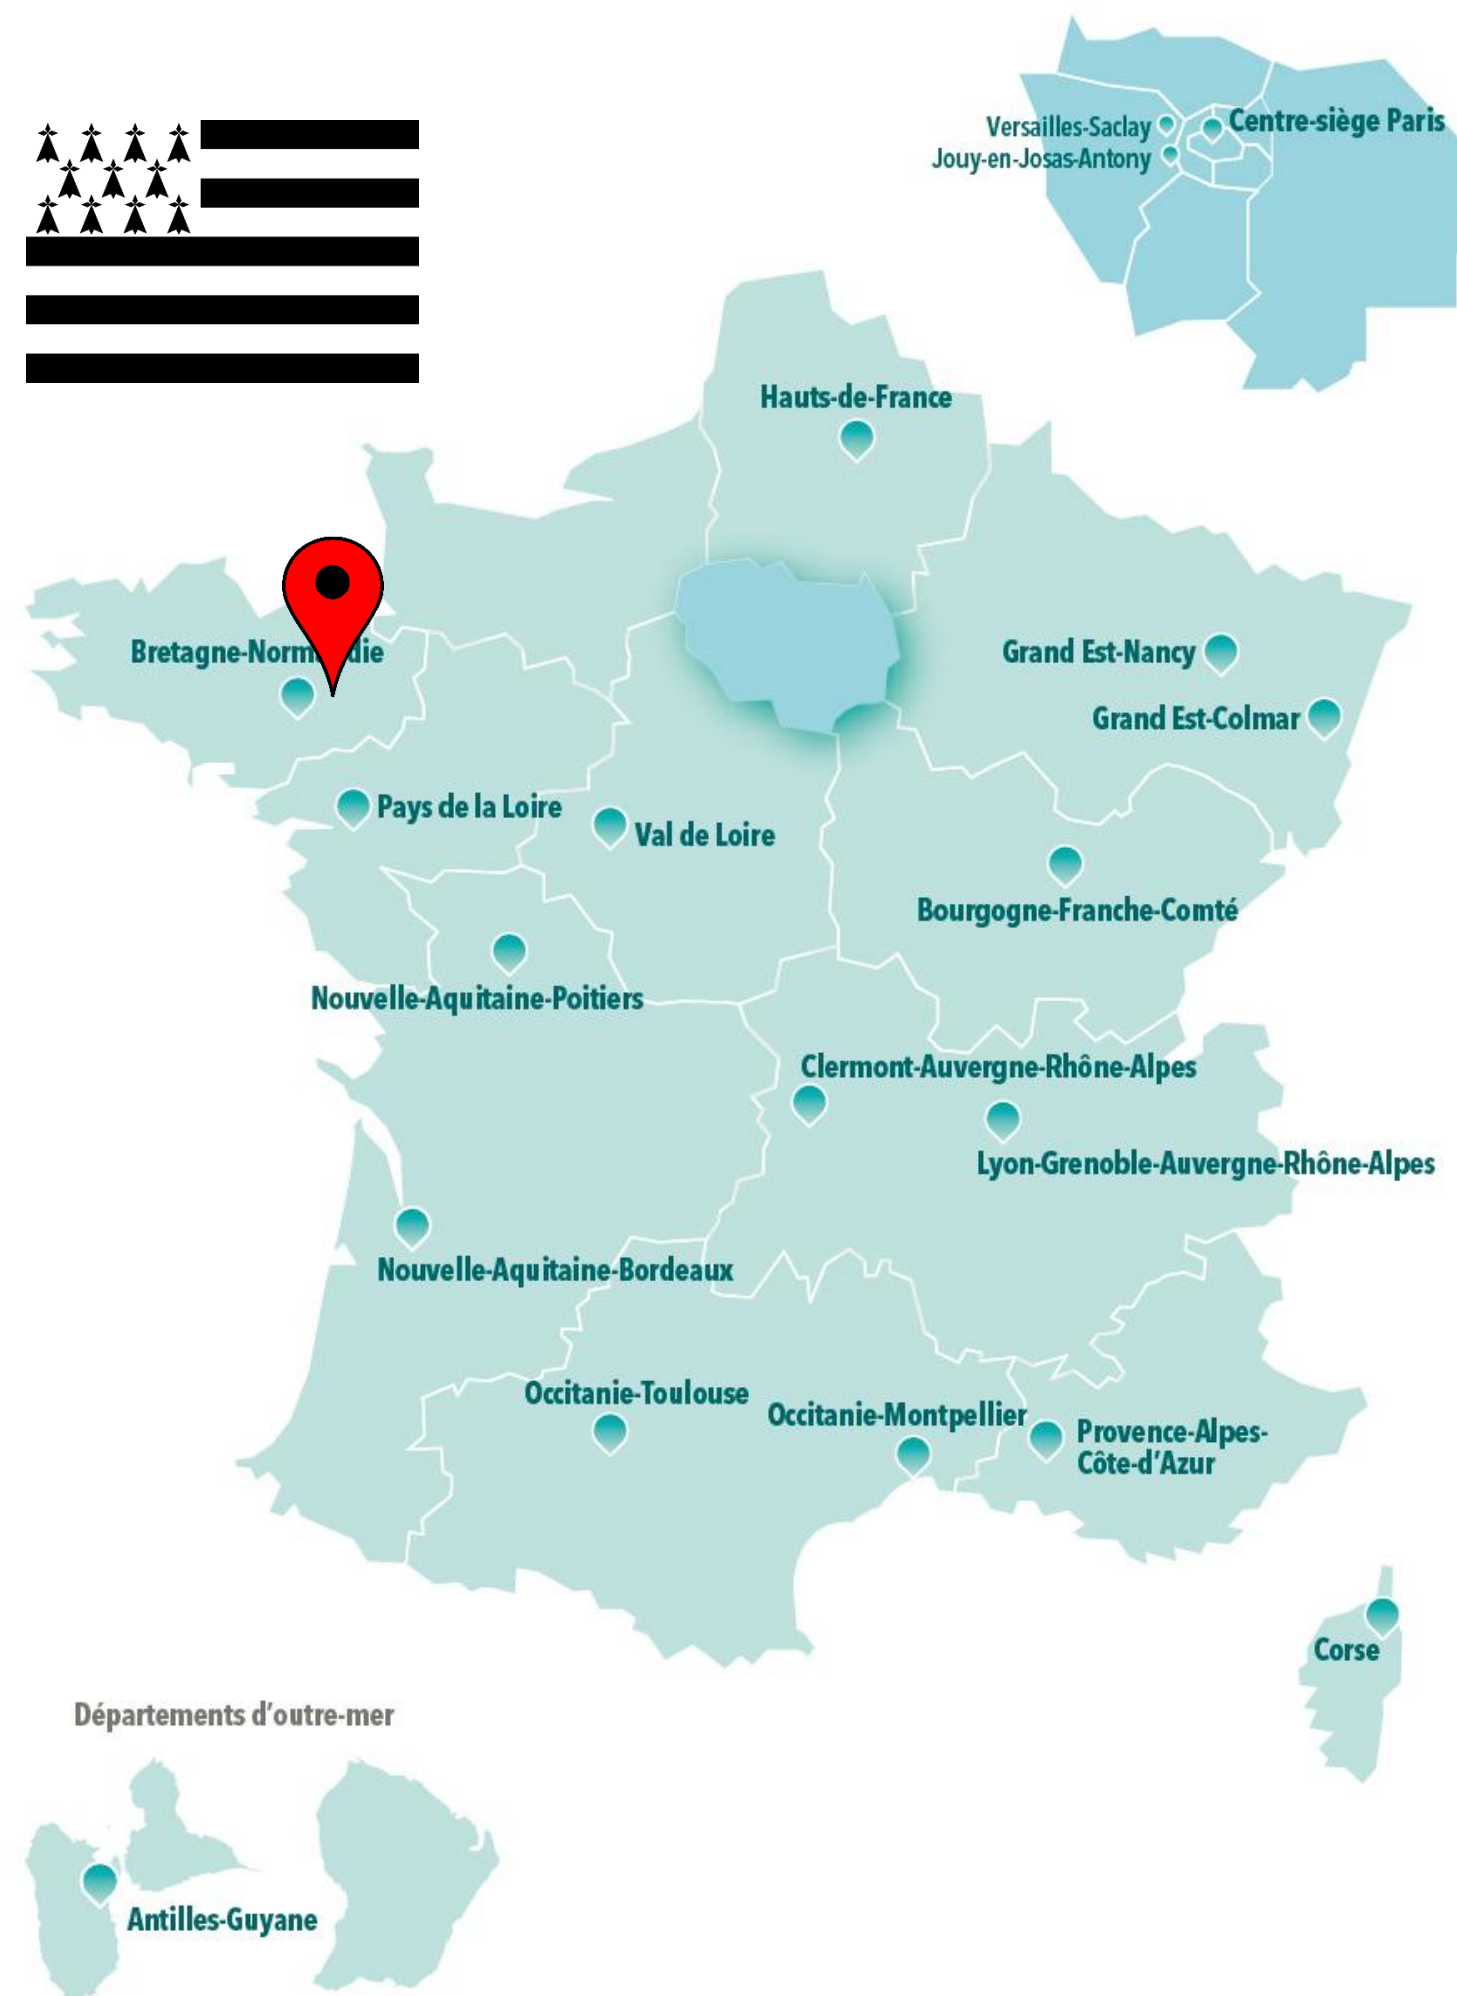 Versailles-Saclay
Centre-siège Paris
Jouy-en-Josas-Antony
Hauts-de-France
Bretagne-Norm die
Grand Est-Nancy
Grand Est-Colmar
Pays de la Loire
Val de Loire
Bourgogne-Franche-Comté
Nouvelle-Aquitaine-Poitiers
Clermont-Auvergne-Rhône-Alpes
Lyon-Grenoble-Auvergne-Rhône-Alpes
Nouvelle-Aquitaine-Bordeaux
Occitanie-Toulouse
Occitanie-Montpellier
Provence-Alpes-
Côte-d'Azur
Corse
Départements d'outre-mer
Antilles-Guyane